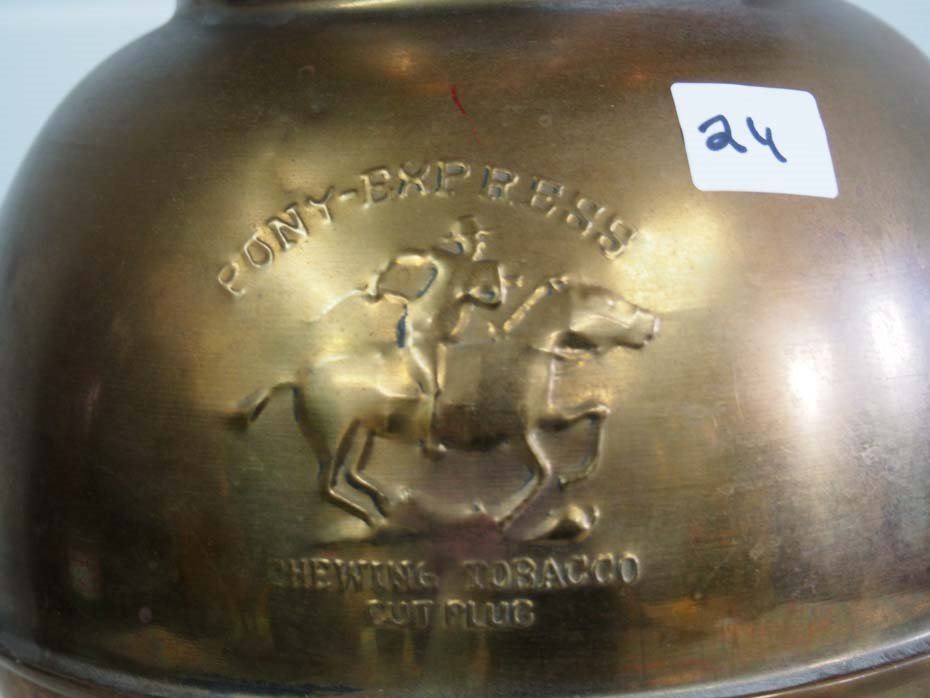 24
PONY-EXPRESS
CHEWING TOBACCO
CUT PLUG